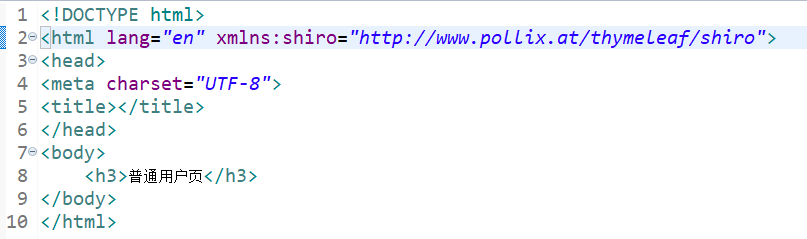 1 <!DOCTYPE html>
2 <html lang="en" xmlns:shiro="http://www.pollix.at/thymeleaf/shiro">
3 <head>
4 <meta charset="UTF-8">
5 <title></title>
6 </head>
7 <body>
8     <h3>普通用户页</h3>
9 </body>
10 </html>